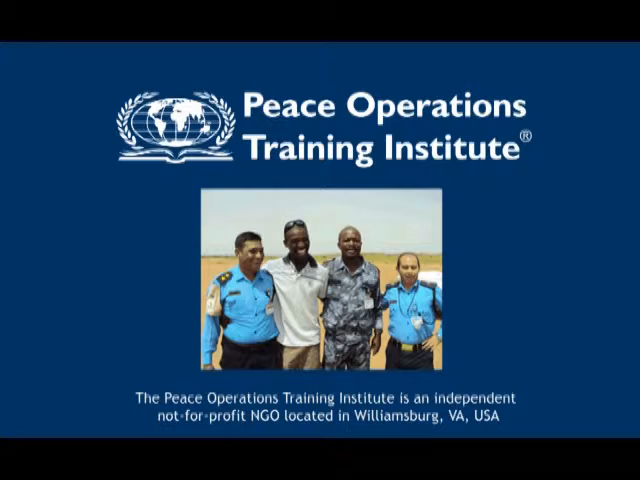 Peace Operations
Training Institute®
The Peace Operations Training Institute is an independent
not-for-profit NGO located in Williamsburg, VA, USA